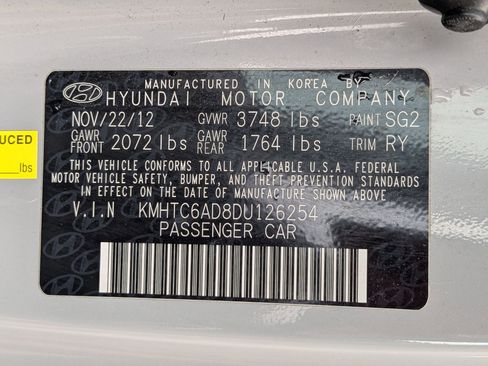 MANUFACTURED IN KOREA BY
HYUNDAI MOTOR COMPANY
NOV/22/12 GVWR 3748 lbs PAINT SG2
GAWR FRONT 2072 lbs GAWR REAR 1764 lbs TRIM RY
THIS VEHICLE CONFORMS TO ALL APPLICABLE U.S.A. FEDERAL
MOTOR VEHICLE SAFETY, BUMPER, AND THEFT PREVENTION STANDARDS
IN EFFECT ON THE DATE OF MANUFACTURE SHOWN ABOVE.
V.I.N KMHTC6AD8DU126254
PASSENGER CAR
UCED
lbs